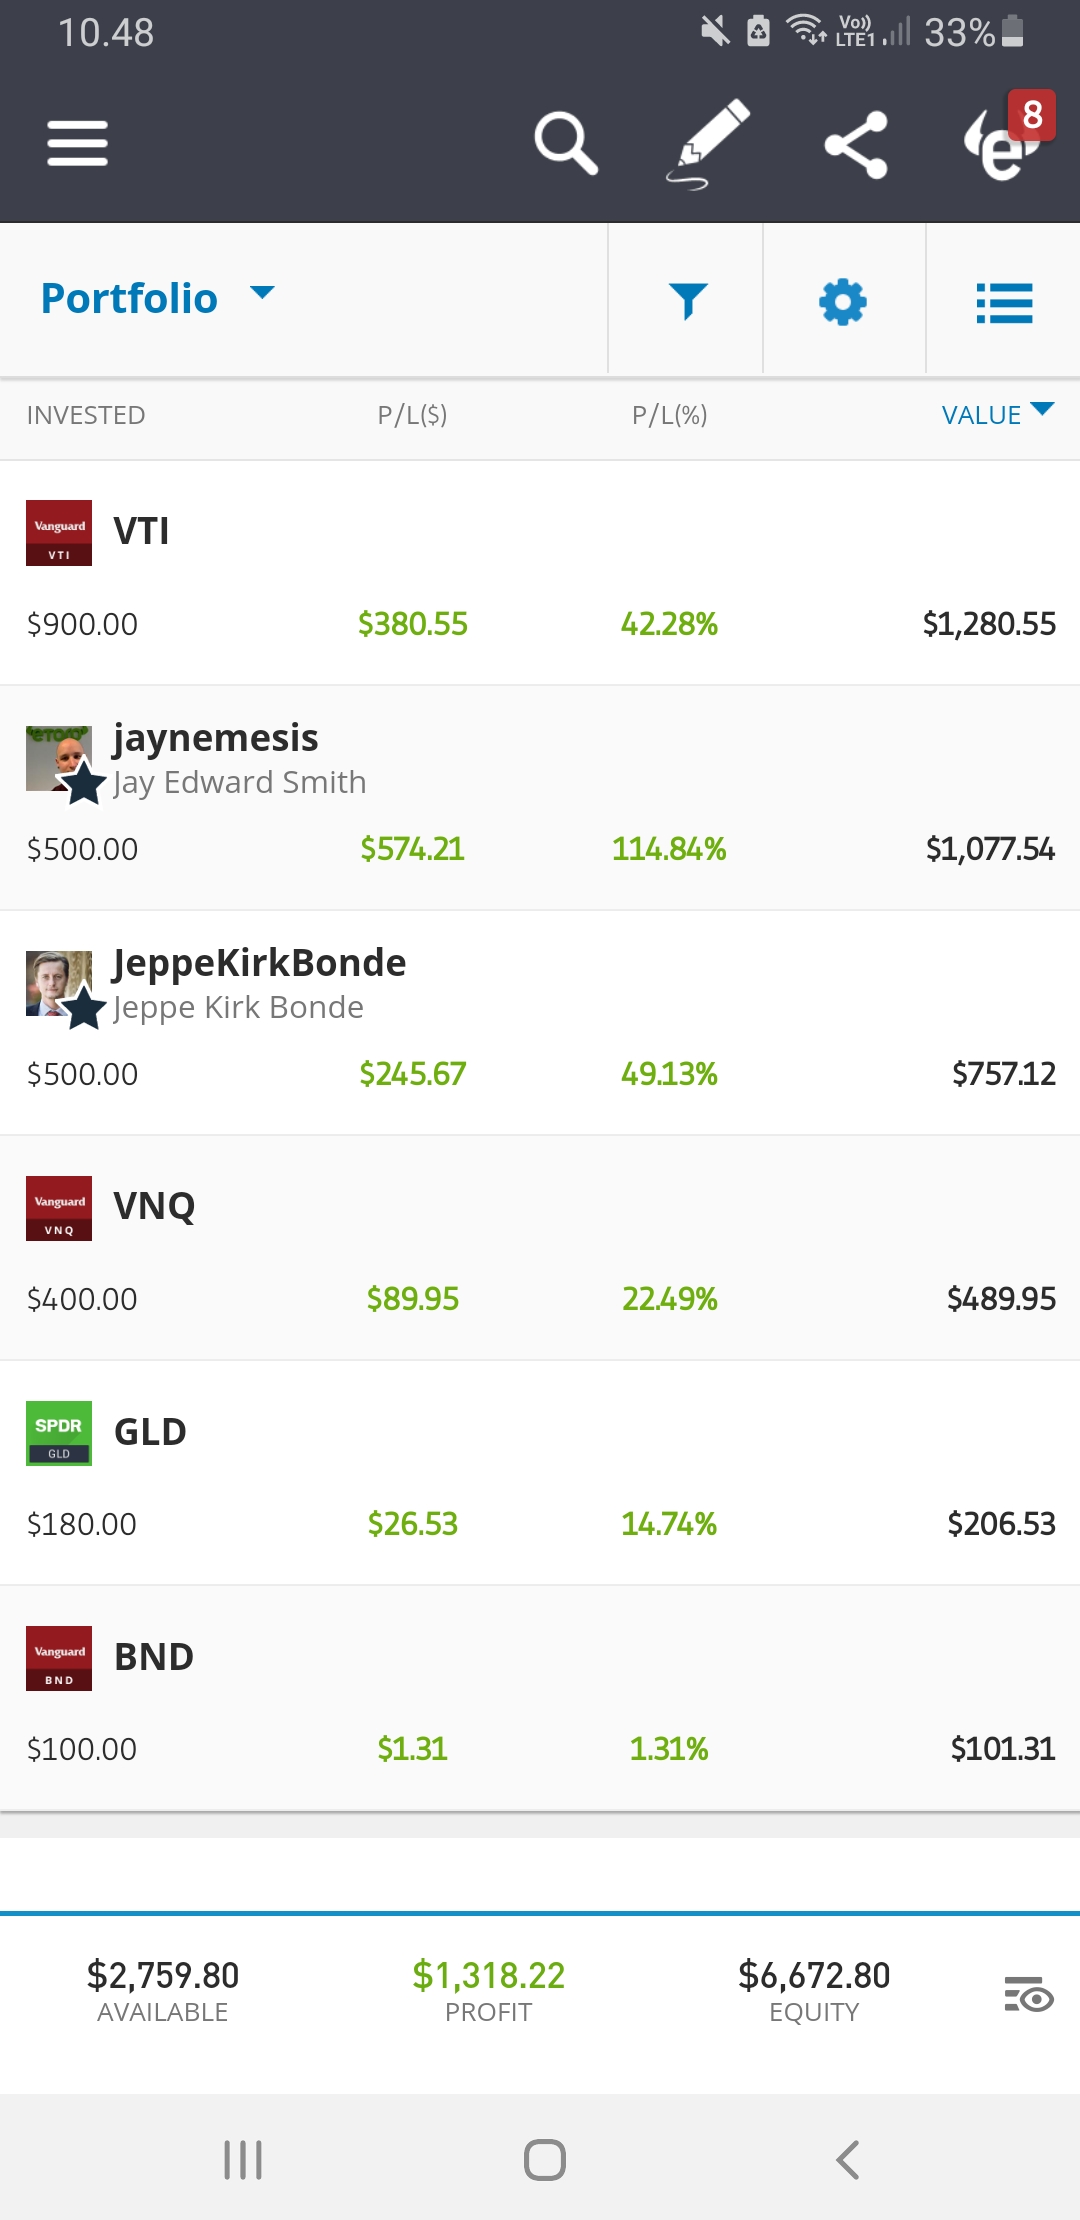 10.48
Vo)) LTE1 33%
8
Portfolio
INVESTED P/L($) P/L(%) VALUE
Vanguard
VTI
VTI
$900.00 $380.55 42.28% $1,280.55
eToro
jaynemesis
Jay Edward Smith
$500.00 $574.21 114.84% $1,077.54
JeppeKirkBonde
Jeppe Kirk Bonde
$500.00 $245.67 49.13% $757.12
Vanguard
VNQ
VNQ
$400.00 $89.95 22.49% $489.95
SPDR
GLD
GLD
$180.00 $26.53 14.74% $206.53
Vanguard
BND
BND
$100.00 $1.31 1.31% $101.31
$2,759.80 $1,318.22 $6,672.80
AVAILABLE PROFIT EQUITY